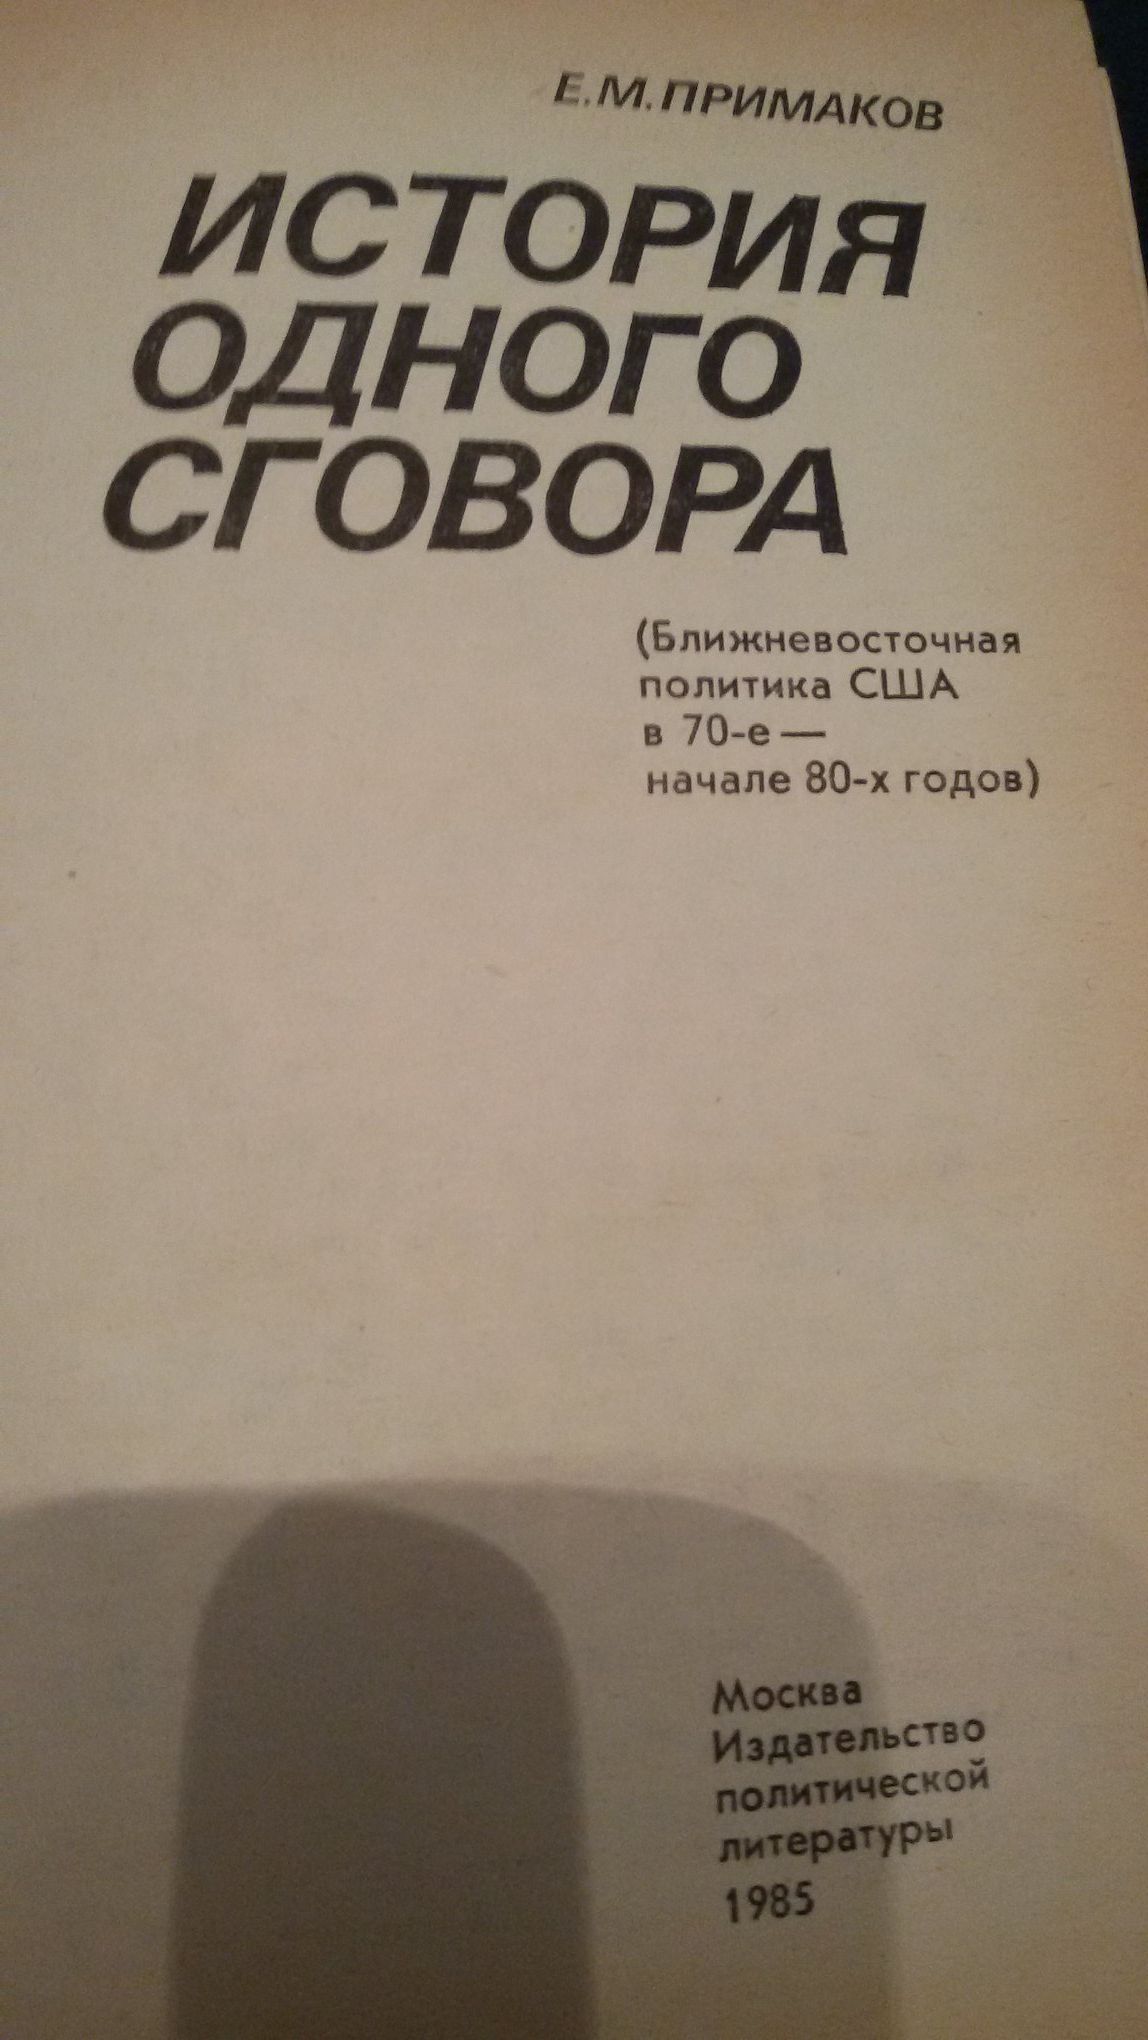 Е.М.ПРИМАКОВ
ИСТОРИЯ
ОДНОГО
СГОВОРА
(Ближневосточная
политика США
в 70-е —
начале 80-х годов)
Москва
Издательство
политической
литературы
1985